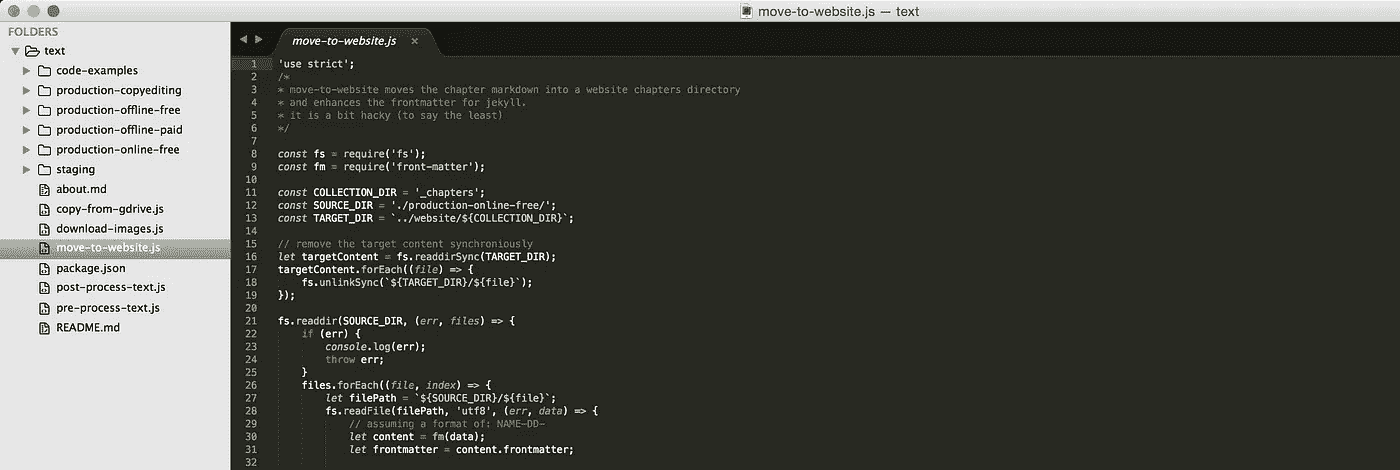 move-to-website.js — text
FOLDERS
text
code-examples
production-copyediting
production-offline-free
production-offline-paid
production-online-free
staging
about.md
copy-from-gdrive.js
download-images.js
move-to-website.js
package.json
post-process-text.js
pre-process-text.js
README.md
move-to-website.js ×
1 'use strict';
2 /*
3 * move-to-website moves the chapter markdown into a website chapters directory
4 * and enhances the frontmatter for jekyll.
5 * it is a bit hacky (to say the least)
6 */
7
8 const fs = require('fs');
9 const fm = require('front-matter');
10
11 const COLLECTION_DIR = '_chapters';
12 const SOURCE_DIR = './production-online-free/';
13 const TARGET_DIR = `../website/${COLLECTION_DIR}`;
14
15 // remove the target content synchroniously
16 let targetContent = fs.readdirSync(TARGET_DIR);
17 targetContent.forEach((file) => {
18     fs.unlinkSync(`${TARGET_DIR}/${file}`);
19 });
20
21 fs.readdir(SOURCE_DIR, (err, files) => {
22     if (err) {
23         console.log(err);
24         throw err;
25     }
26     files.forEach((file, index) => {
27         let filePath = `${SOURCE_DIR}/${file}`;
28         fs.readFile(filePath, 'utf8', (err, data) => {
29             // assuming a format of: NAME-DD-
30             let content = fm(data);
31             let frontmatter = content.frontmatter;
32